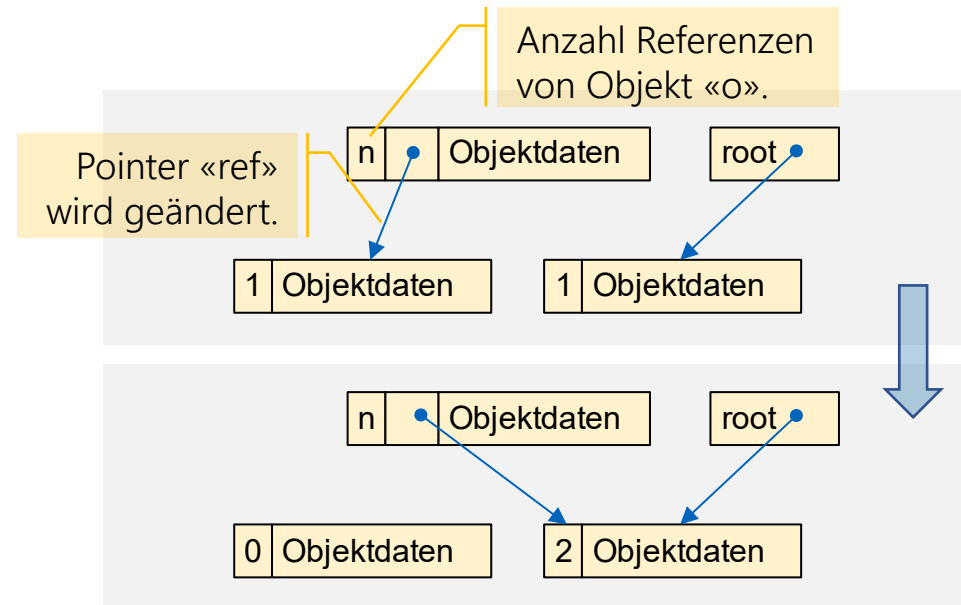 Anzahl Referenzen
von Objekt «o».
Pointer «ref»
wird geändert.
n Objektdaten root
1 Objektdaten 1 Objektdaten
n Objektdaten root
0 Objektdaten 2 Objektdaten